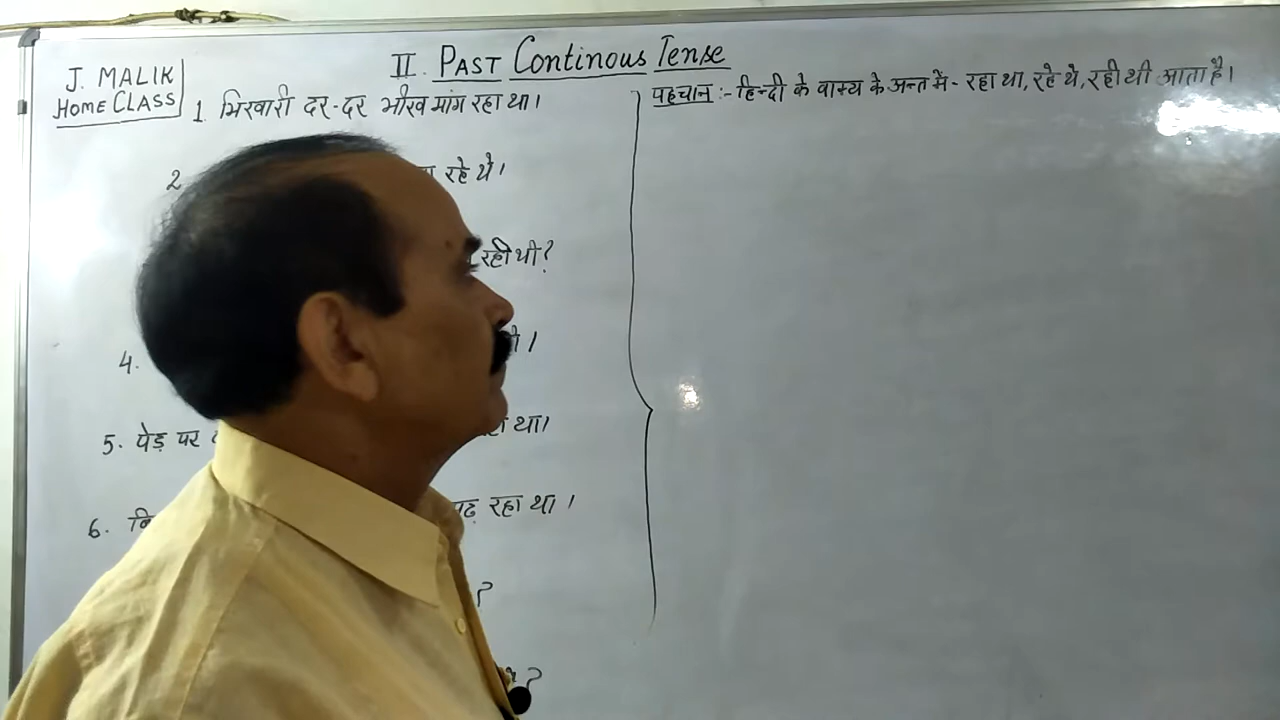 II. PAST Continous Tense
J. MALIK
HOME CLASS
1 भिखारी दर-दर भीख मांग रहा था।
2 रहे थे।
रही थी?
4.
5. पेड़ पर था।
6. पढ़ रहा था ।
?
?
पहचान :- हिन्दी के वाक्य के अन्त में - रहा था, रहे थे, रही थी आता है।